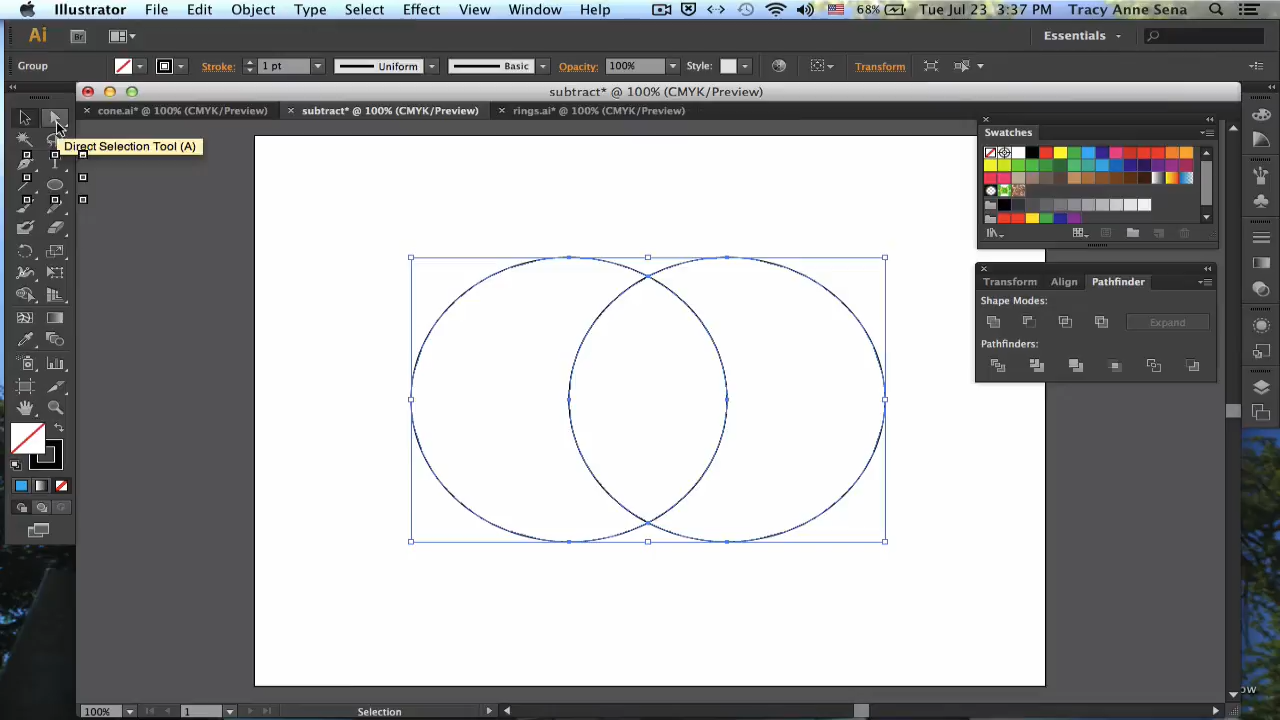 Illustrator File Edit Object Type Select Effect View Window Help 68% Tue Jul 23 3:37 PM Tracy Anne Sena
Ai Br Essentials
Group Stroke: 1 pt Uniform Basic Opacity: 100% Style: Transform
subtract* @ 100% (CMYK/Preview)
× cone.ai* @ 100% (CMYK/Preview) × subtract* @ 100% (CMYK/Preview) × rings.ai* @ 100% (CMYK/Preview)
Swatches
Direct Selection Tool (A)
Transform Align Pathfinder
Shape Modes:
Expand
Pathfinders:
100% 1 Selection